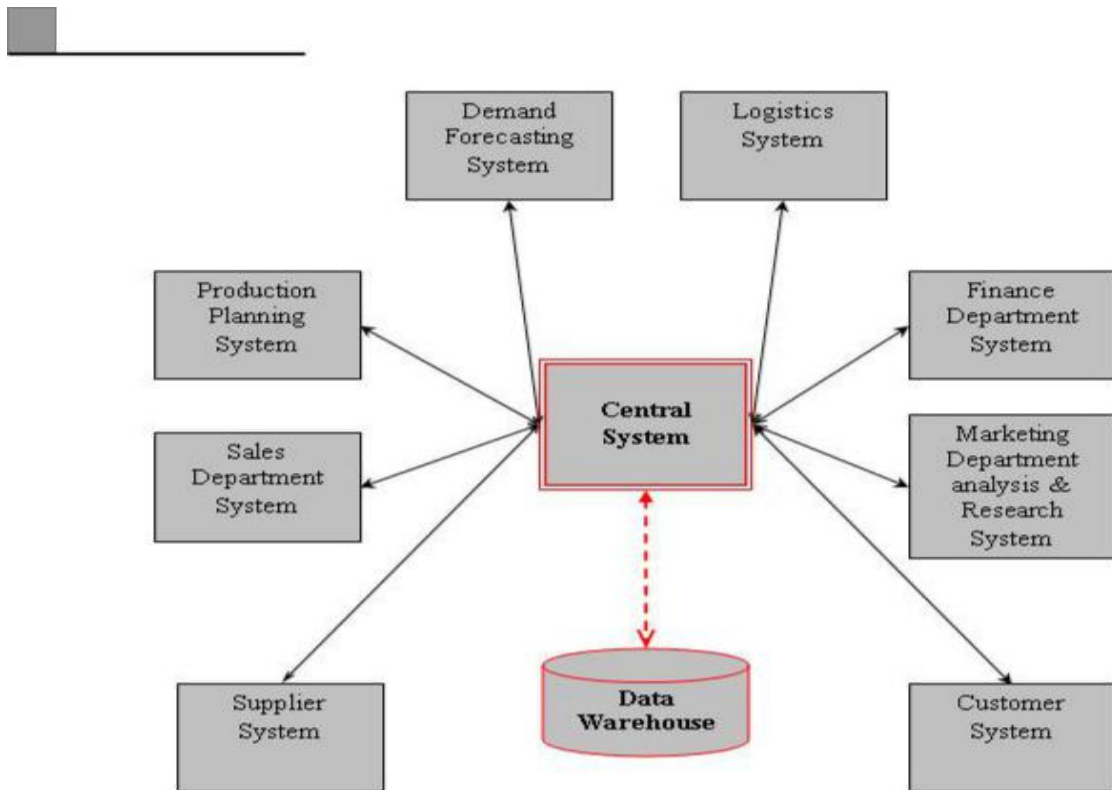 Demand
Forecasting
System
Logistics
System
Production
Planning
System
Finance
Department
System
Central
System
Sales
Department
System
Marketing
Department
analysis &
Research
System
Supplier
System
Data
Warehouse
Customer
System